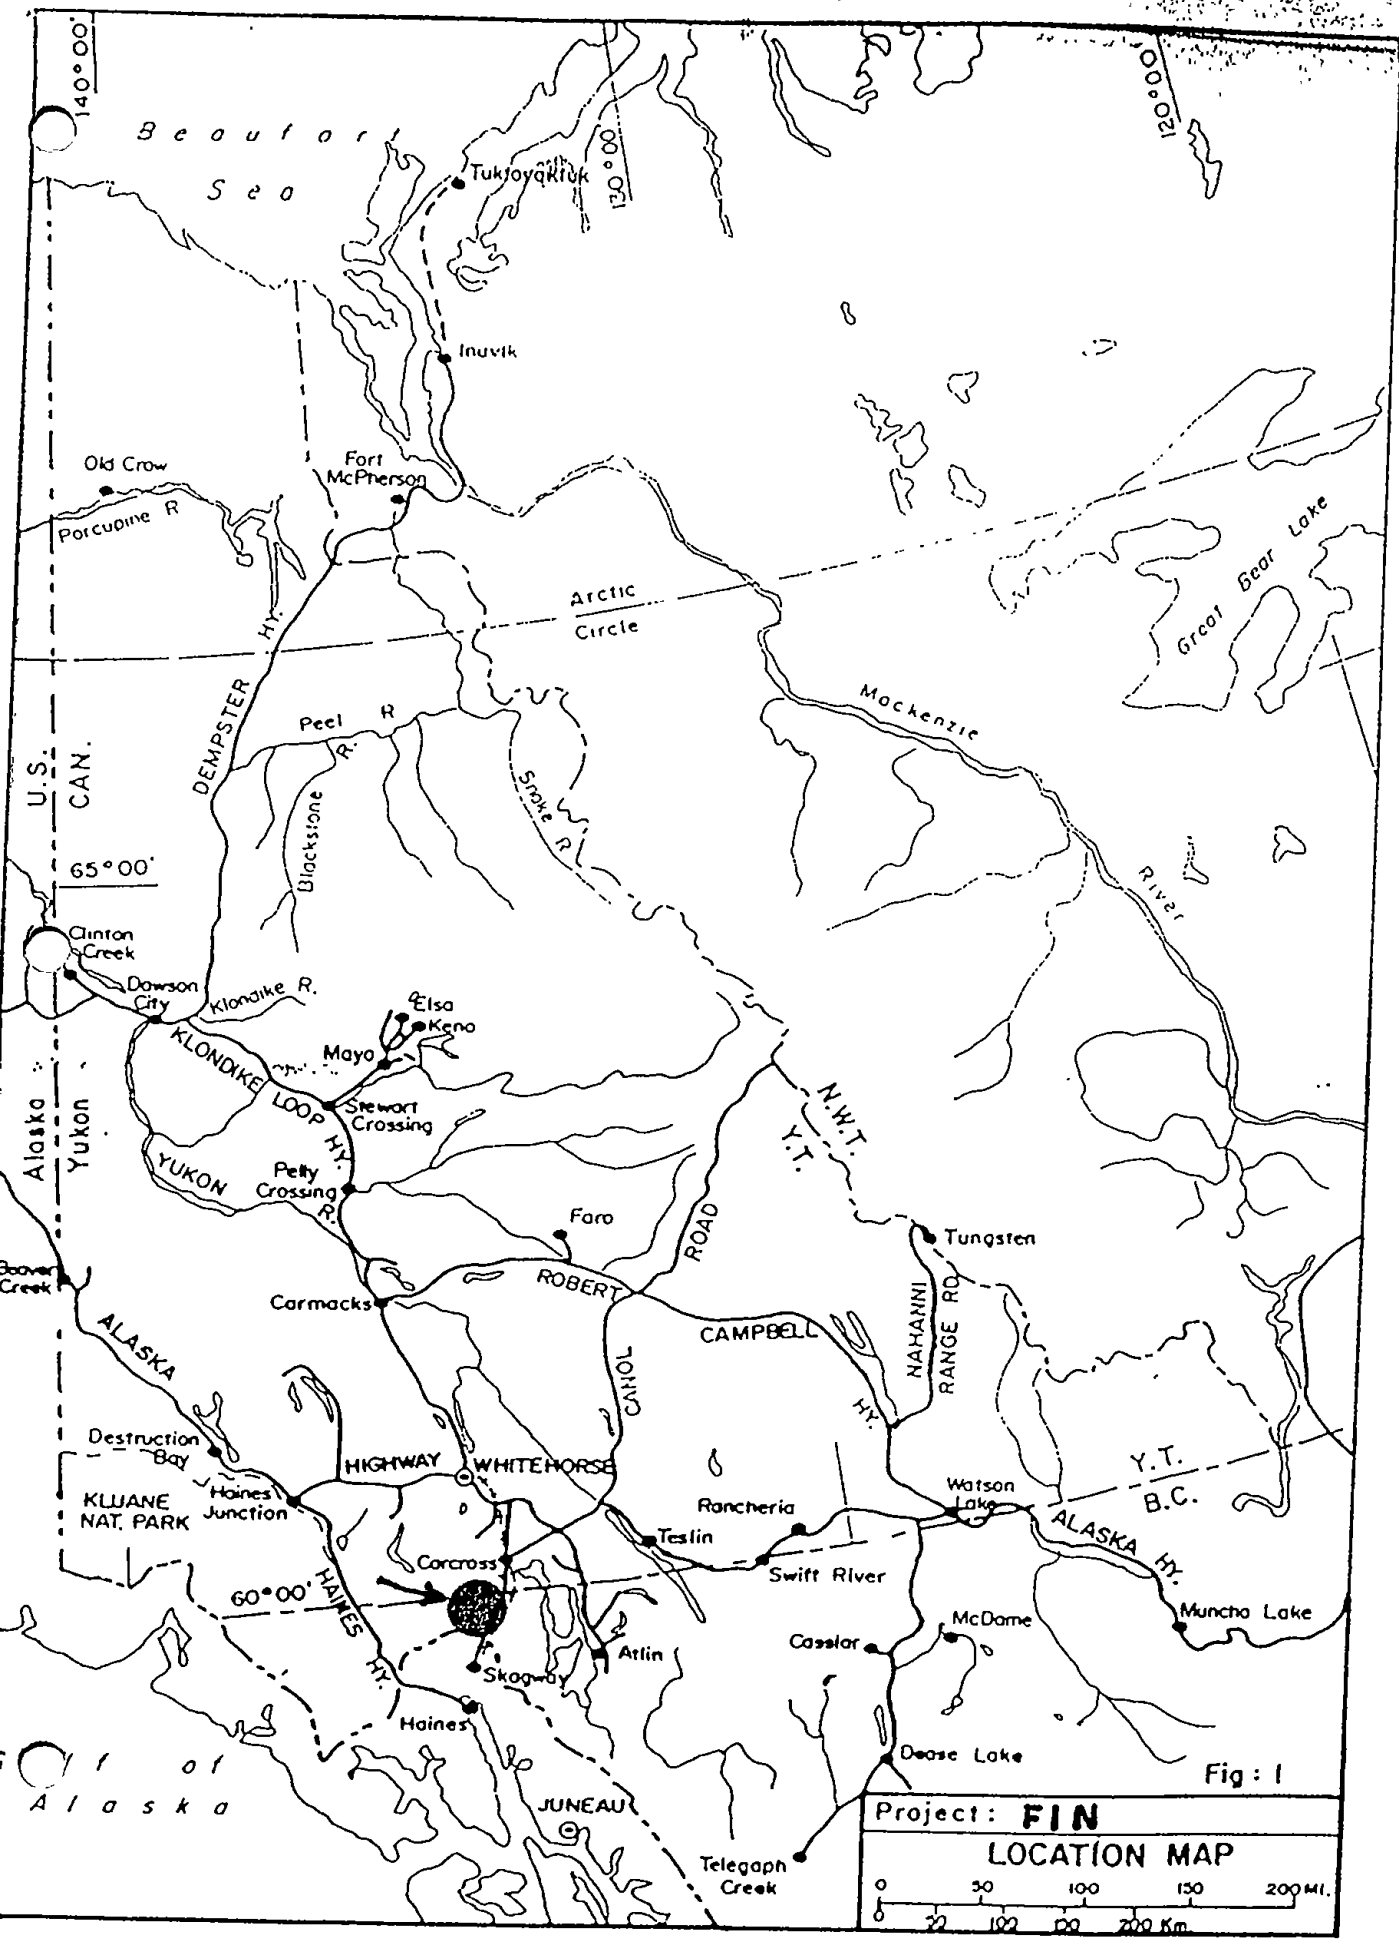 140°00'
Beaufort
Sea
Tuktoyaktuk
130°00
120°00'
Inuvik
Old Crow
Fort
McPherson
Porcupine R
Great Bear Lake
Arctic
Circle
HY.
DEMPSTER
Peel R
R.
Blackstone
Snake R
Mackenzie
River
U.S.
CAN.
65°00'
Clinton
Creek
Dawson
City
Klondike R.
Elsa
Keno
Mayo
KLONDIKE
LOOP HY.
Stewart
Crossing
Alaska
Yukon
YUKON
R.
Pelly
Crossing
N.W.T.
Y.T.
Faro
ROAD
Tungsten
Beaver
Creek
ROBERT
CAMPBELL
HY.
Carmacks
NAHANNI
RANGE RD
ALASKA
CANOL
Destruction
Bay
HIGHWAY
WHITEHORSE
Y.T.
B.C.
KLUANE
NAT. PARK
Haines
Junction
Rancheria
Watson
Lake
Teslin
ALASKA HY.
Carcross
Swift River
60°00'
HAINES
HY.
McDame
Muncho Lake
Cassiar
Atlin
Skagway
Haines
Dease Lake
of
Alaska
Fig: 1
JUNEAU
Project: FIN
LOCATION MAP
Telegaph
Creek
0 50 100 150 200 MI.
0 200 Km.